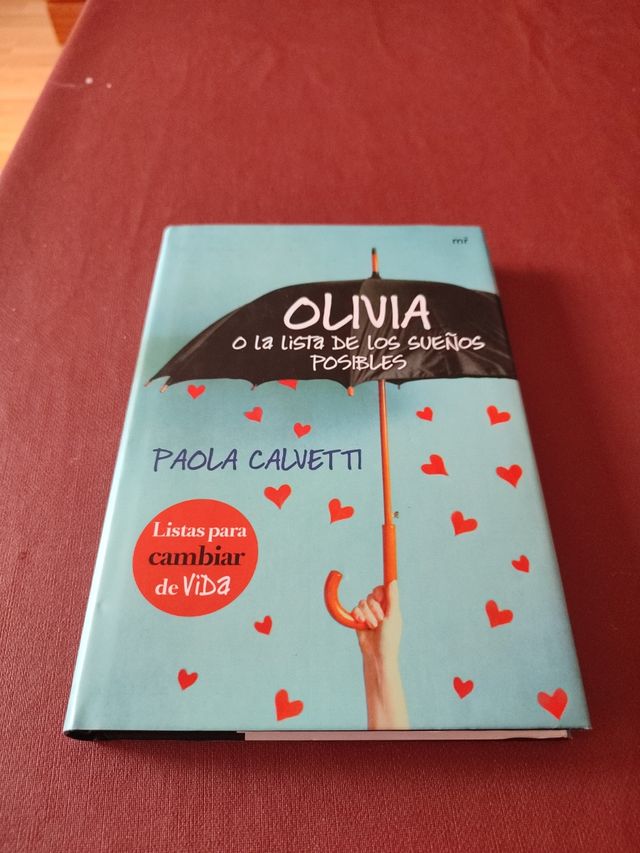 mr
OLIVIA
O La LiSta DE LOS SUEÑOS
POSIBLES
PAOLA CALVETTI
Listas para
cambiar
de ViDa